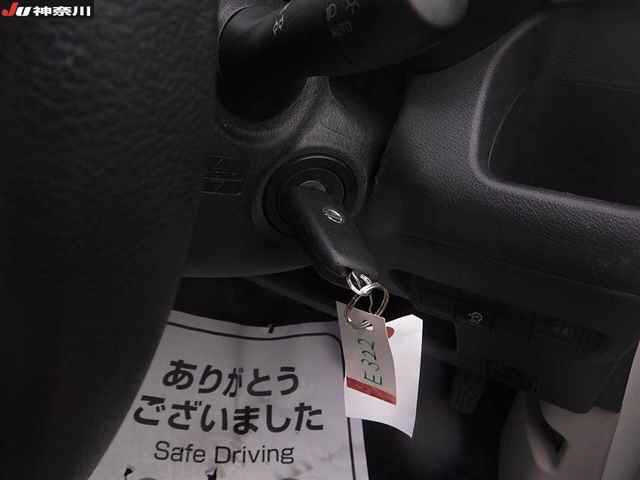 JU神奈川
AUTO
E322
ありがとう
ございました
Safe Driving